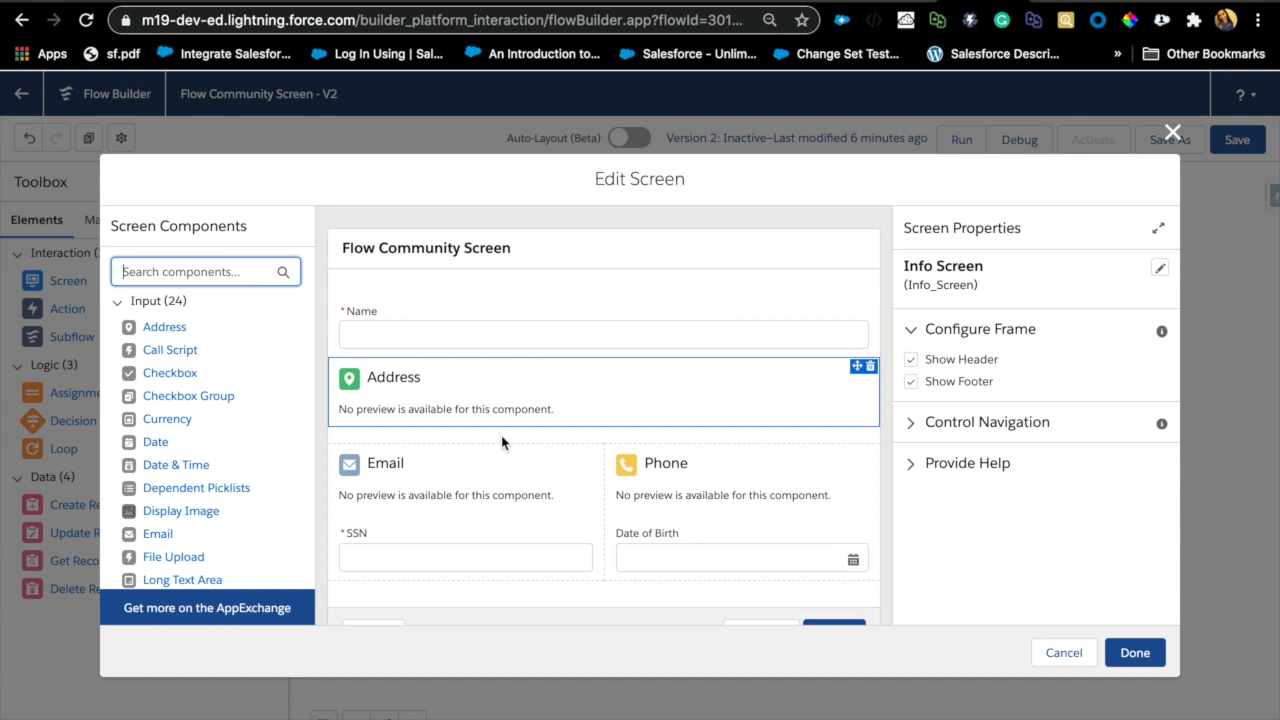 m19-dev-ed.lightning.force.com/builder_platform_interaction/flowBuilder.app?flowId=301...
Apps
sf.pdf
Integrate Salesfor...
Log In Using | Sal...
An Introduction to...
Salesforce - Unlim...
Change Set Test...
Salesforce Descri...
»
Other Bookmarks
Flow Builder
Flow Community Screen - V2
?
Auto-Layout (Beta)
Version 2: Inactive—Last modified 6 minutes ago
Run
Debug
Activate
Save As
Save
Toolbox
Elements
Ma
Interaction (
Screen
Action
Subflow
Logic (3)
Assignme
Decision
Loop
Data (4)
Create Re
Update R
Get Reco
Delete Re
Edit Screen
Screen Components
Search components...
Input (24)
Address
Call Script
Checkbox
Checkbox Group
Currency
Date
Date & Time
Dependent Picklists
Display Image
Email
File Upload
Long Text Area
Get more on the AppExchange
Flow Community Screen
* Name
Address
No preview is available for this component.
Email
No preview is available for this component.
Phone
No preview is available for this component.
* SSN
Date of Birth
Screen Properties
Info Screen
(Info_Screen)
Configure Frame
Show Header
Show Footer
Control Navigation
Provide Help
Cancel
Done